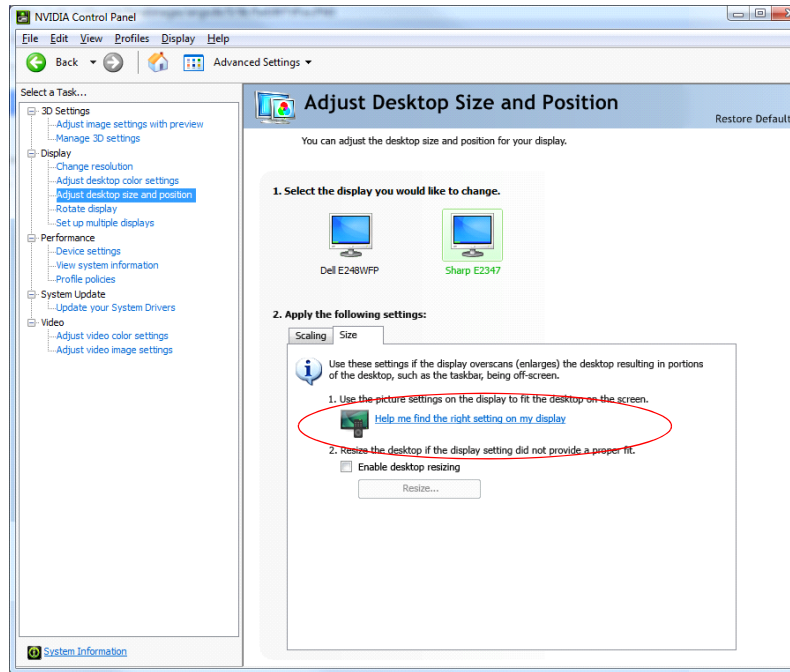 NVIDIA Control Panel
File Edit View Profiles Display Help
Back Advanced Settings
Select a Task...
3D Settings
Adjust image settings with preview
Manage 3D settings
Display
Change resolution
Adjust desktop color settings
Adjust desktop size and position
Rotate display
Set up multiple displays
Performance
Device settings
View system information
Profile policies
System Update
Update your System Drivers
Video
Adjust video color settings
Adjust video image settings
System Information
Adjust Desktop Size and Position
Restore Default
You can adjust the desktop size and position for your display.
1. Select the display you would like to change.
Dell E248WFP Sharp E2347
2. Apply the following settings:
Scaling Size
Use these settings if the display overscans (enlarges) the desktop resulting in portions
of the desktop, such as the taskbar, being off-screen.
1. Use the picture settings on the display to fit the desktop on the screen.
Help me find the right setting on my display
2. Resize the desktop if the display setting did not provide a proper fit.
Enable desktop resizing
Resize...